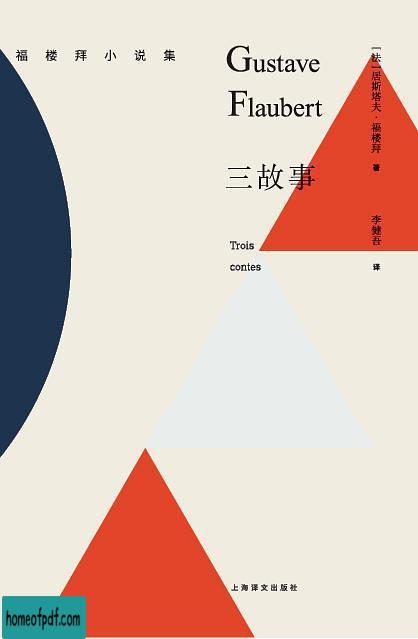 福楼拜小说集
Gustave
Flaubert
[法]居斯塔夫·福楼拜 著
三故事
李健吾 译
Trois
contes
上海译文出版社
homeofpdf.com